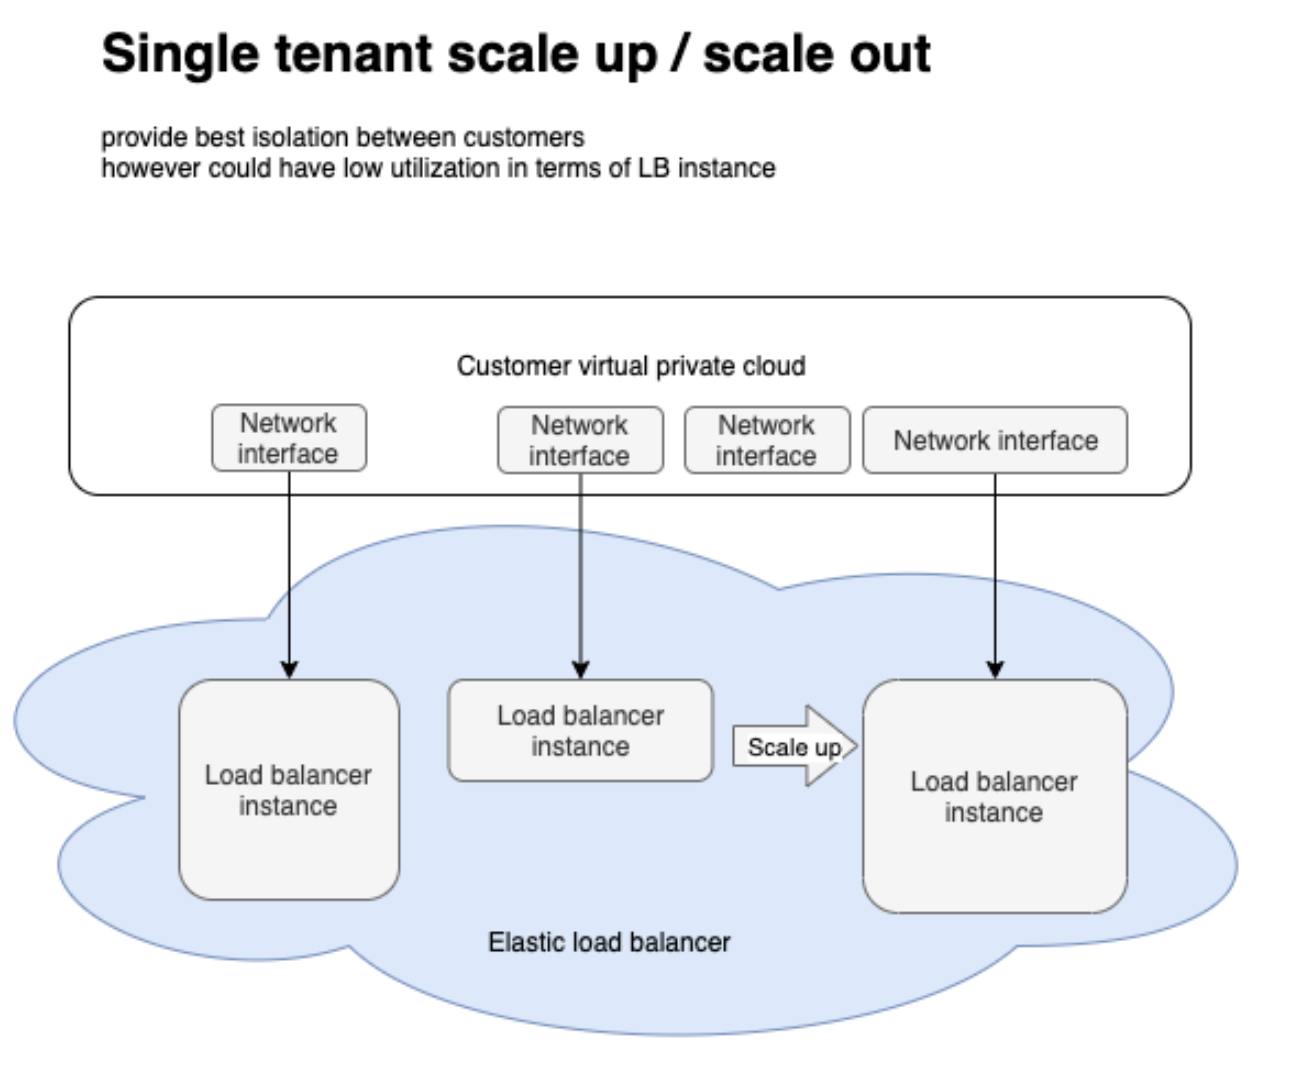 Single tenant scale up / scale out
provide best isolation between customers
however could have low utilization in terms of LB instance
Customer virtual private cloud
Network
interface
Network
interface
Network
interface
Network interface
Load balancer
instance
Load balancer
instance
Scale up
Load balancer
instance
Elastic load balancer